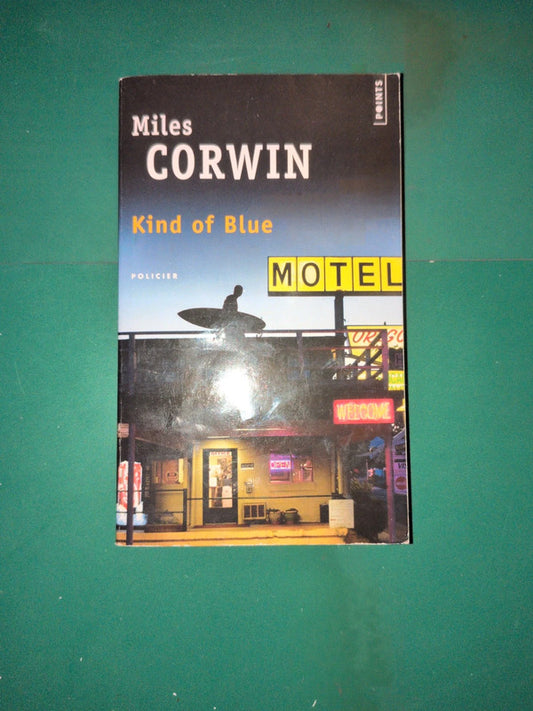 POINTS
Miles
CORWIN
Kind of Blue
POLICIER
MOTEL
WELCOME
OPEN